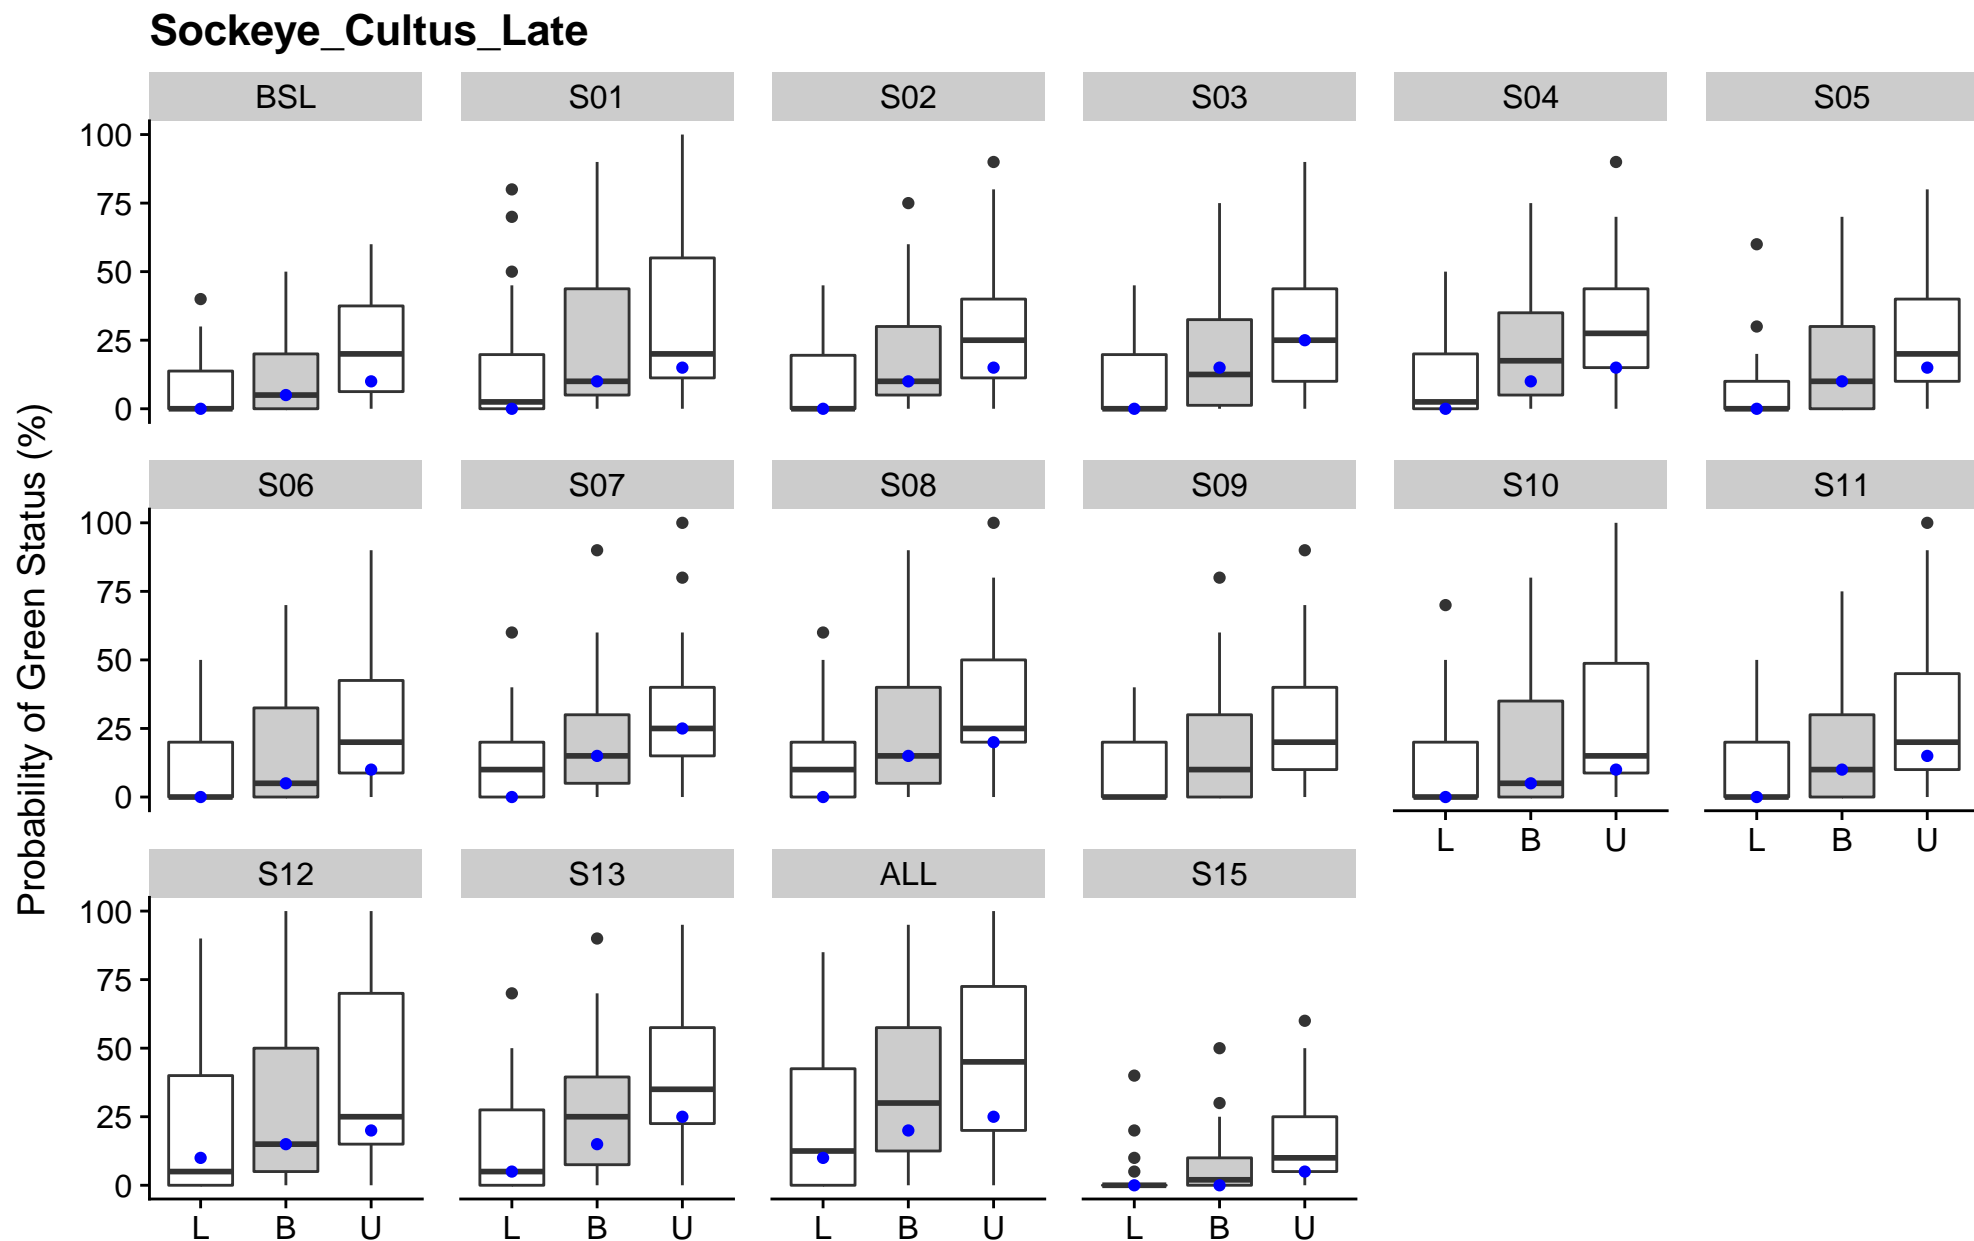 Sockeye_Cultus_Late
BSL S01 S02 S03 S04 S05
100
75
50
25
0
S06 S07 S08 S09 S10 S11
100
75
50
25
0
L B U L B U
S12 S13 ALL S15
100
75
50
25
0
L B U L B U L B U L B U
Probability of Green Status (%)